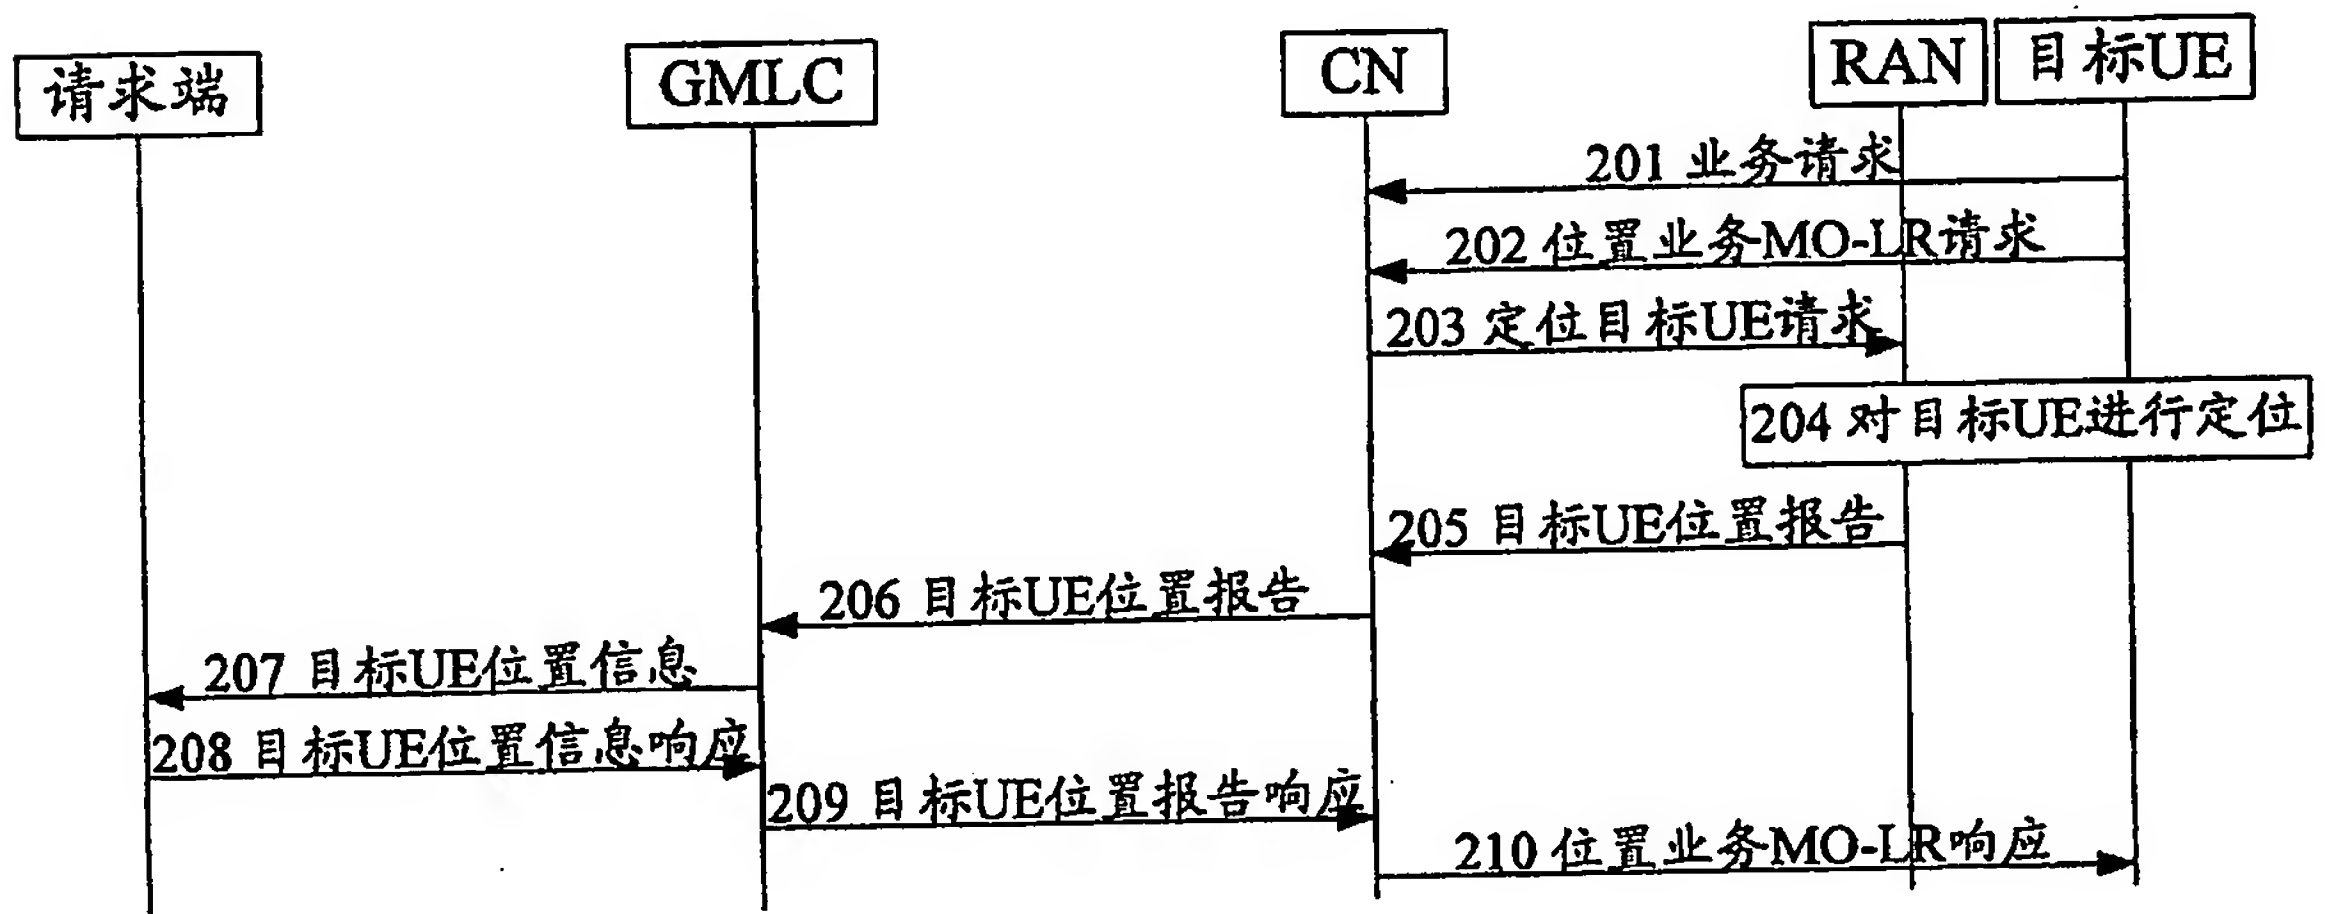 请求端
GMLC
CN
RAN
目标UE
201 业务请求
202 位置业务MO-LR请求
203 定位目标UE请求
204 对目标UE进行定位
205 目标UE位置报告
206 目标UE位置报告
207 目标UE位置信息
208 目标UE位置信息响应
209 目标UE位置报告响应
210 位置业务MO-LR响应